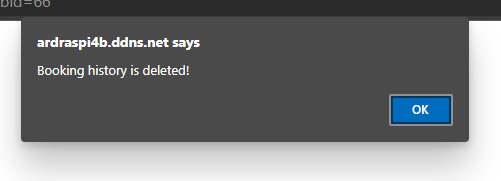 bid=66
ardraspi4b.ddns.net says
Booking history is deleted!
OK